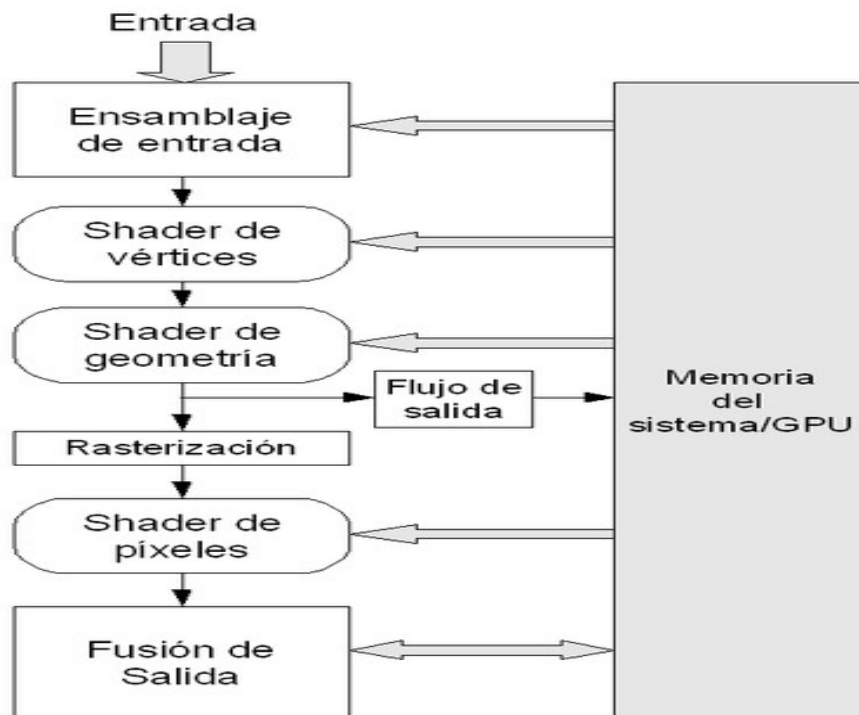 Entrada
Ensamblaje
de entrada
Shader de
vértices
Shader de
geometría
Flujo de
salida
Memoria
del
sistema/GPU
Rasterización
Shader de
píxeles
Fusión de
Salida